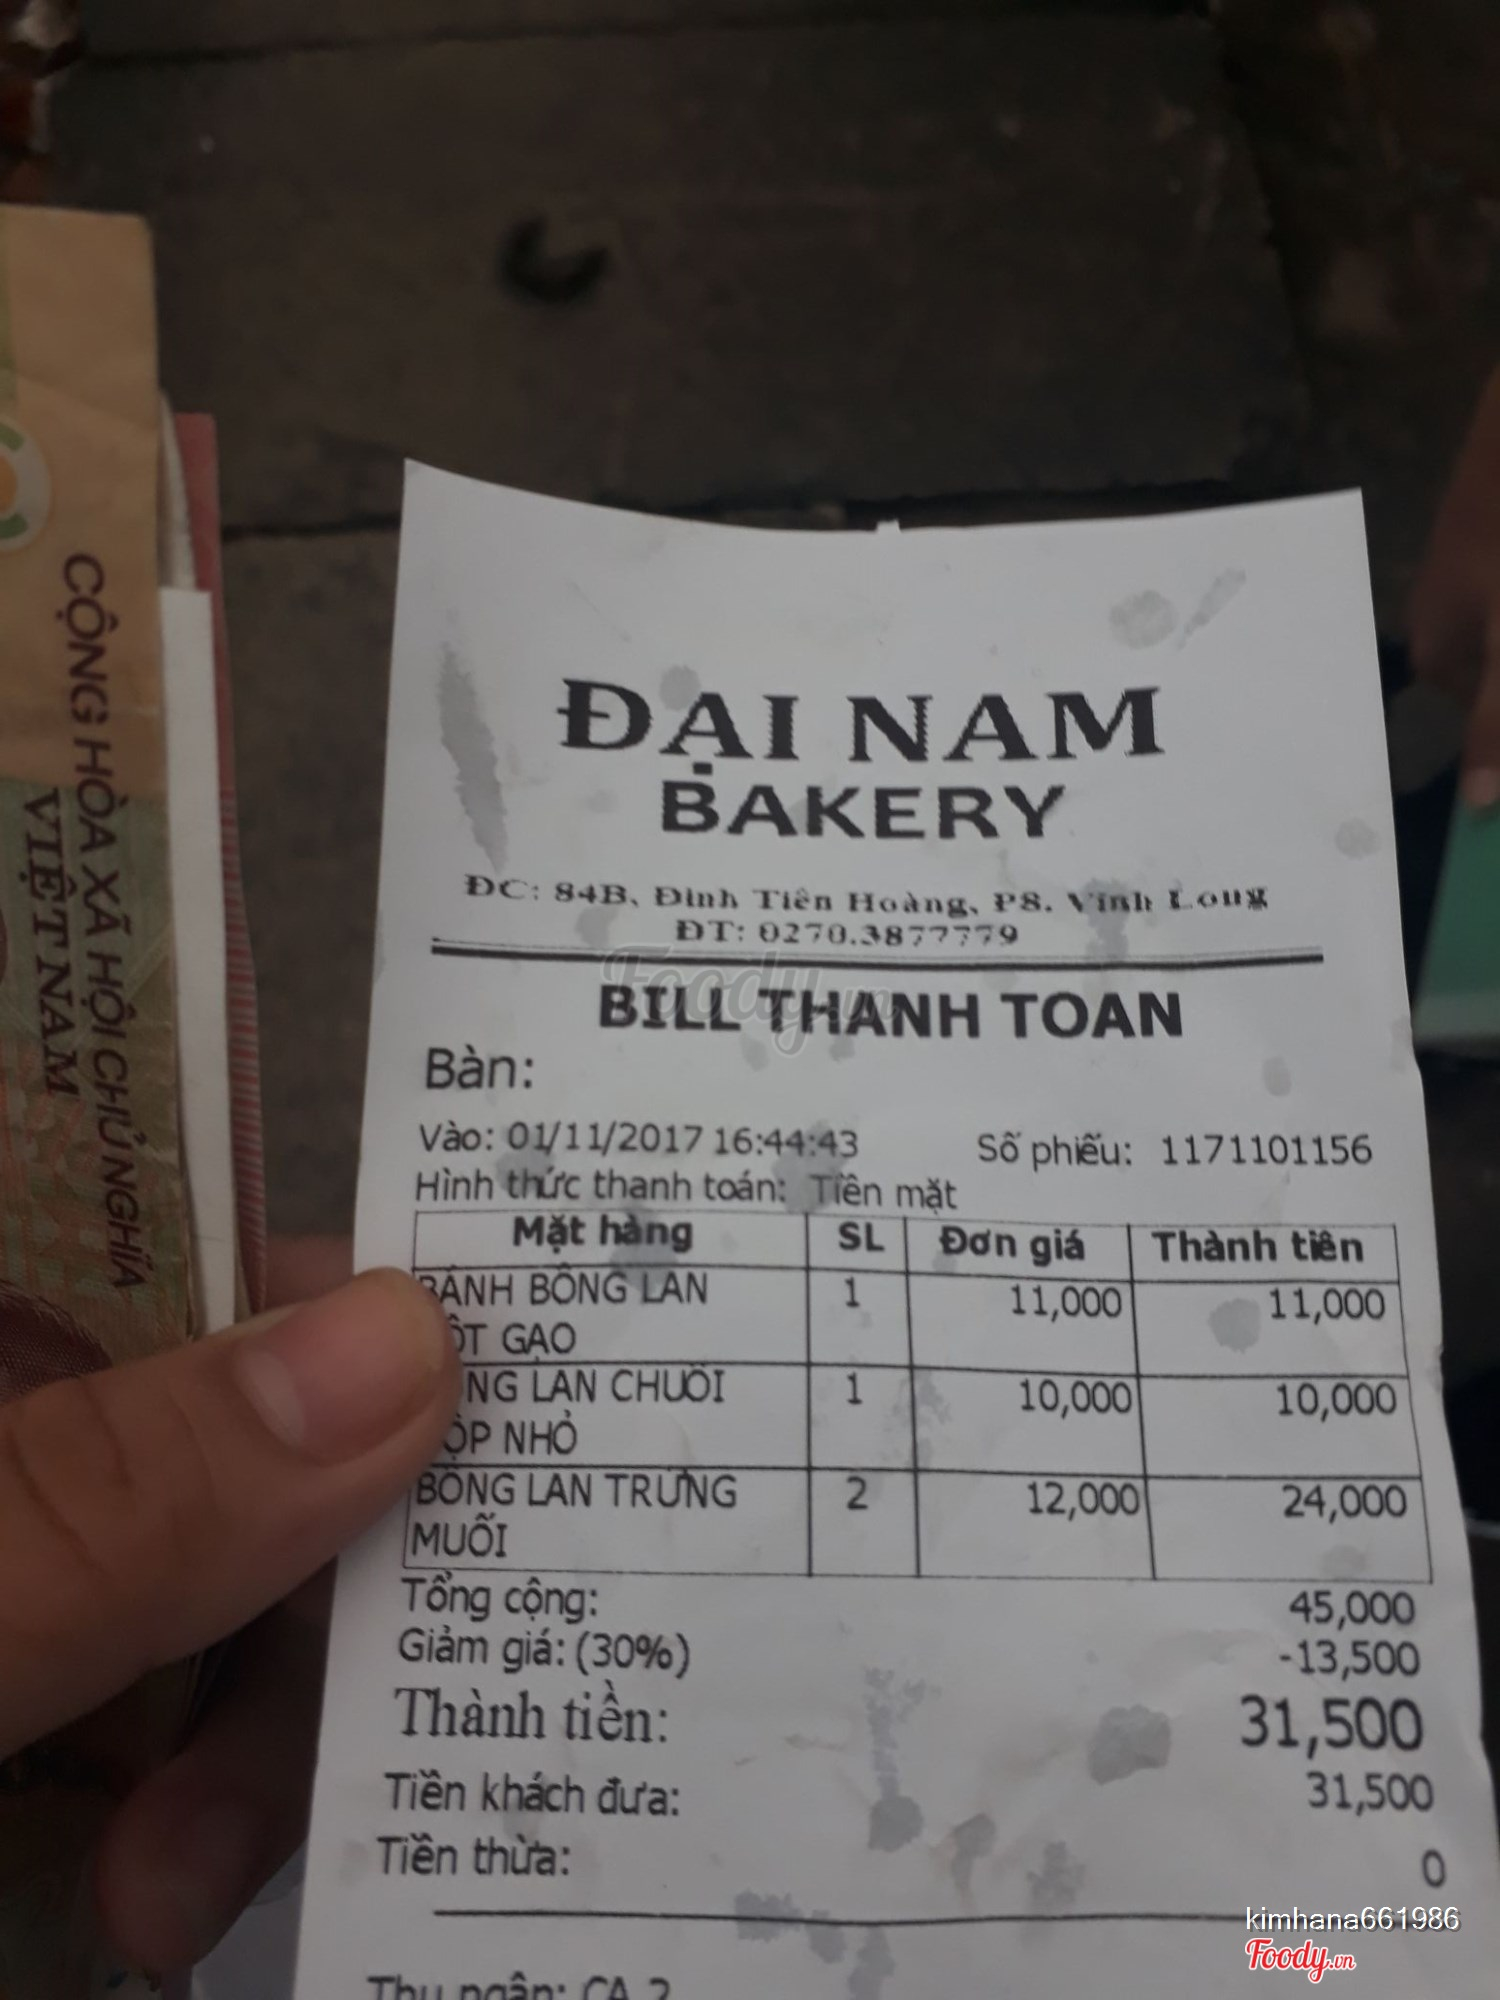 CỘNG HÒA XÃ HỘI CHỦ NGHĨA
VIỆT NAM
ĐẠI NAM
BAKERY
ĐC: 84B, Đinh Tiên Hoàng, P8. Vĩnh Long
ĐT: 0270.3877779
Foody.vn
BILL THANH TOAN
Bàn:
Vào: 01/11/2017 16:44:43 Số phiếu: 1171101156
Hình thức thanh toán: Tiền mặt
Mặt hàng SL Đơn giá Thành tiền
BÁNH BÔNG LAN 1 11,000 11,000
GẠO
LAN CHUỐI 1 10,000 10,000
NHỎ
BÔNG LAN TRỨNG 2 12,000 24,000
MUỐI
Tổng cộng: 45,000
Giảm giá: (30%) -13,500
Thành tiền: 31,500
Tiền khách đưa: 31,500
Tiền thừa: 0
kimhana661986
Foody.vn
Thu ngân: CA 2